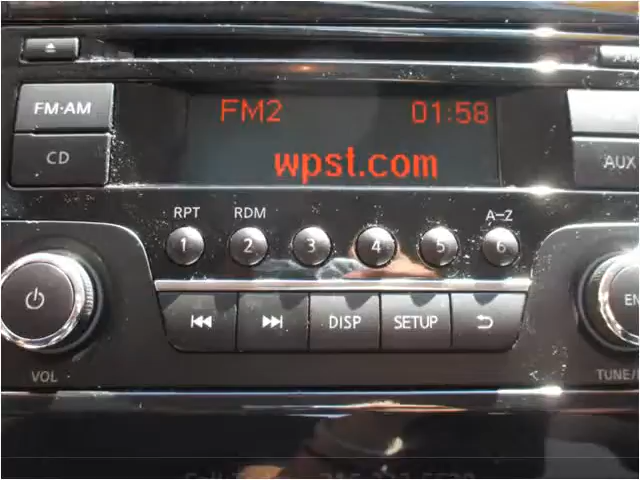 FM·AM
FM2 01:58
CD
wpst.com
AUX
RPT RDM A–Z
1 2 3 4 5 6
DISP SETUP
VOL
TUNE/